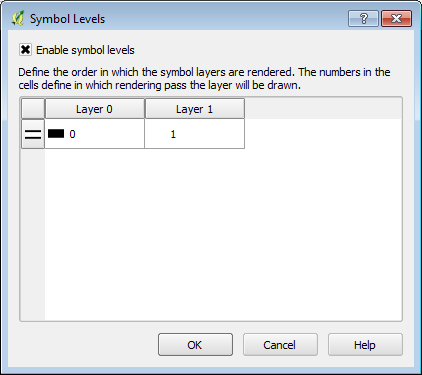 Symbol Levels
Enable symbol levels
Define the order in which the symbol layers are rendered. The numbers in the
cells define in which rendering pass the layer will be drawn.
Layer 0 Layer 1
0 1
OK Cancel Help